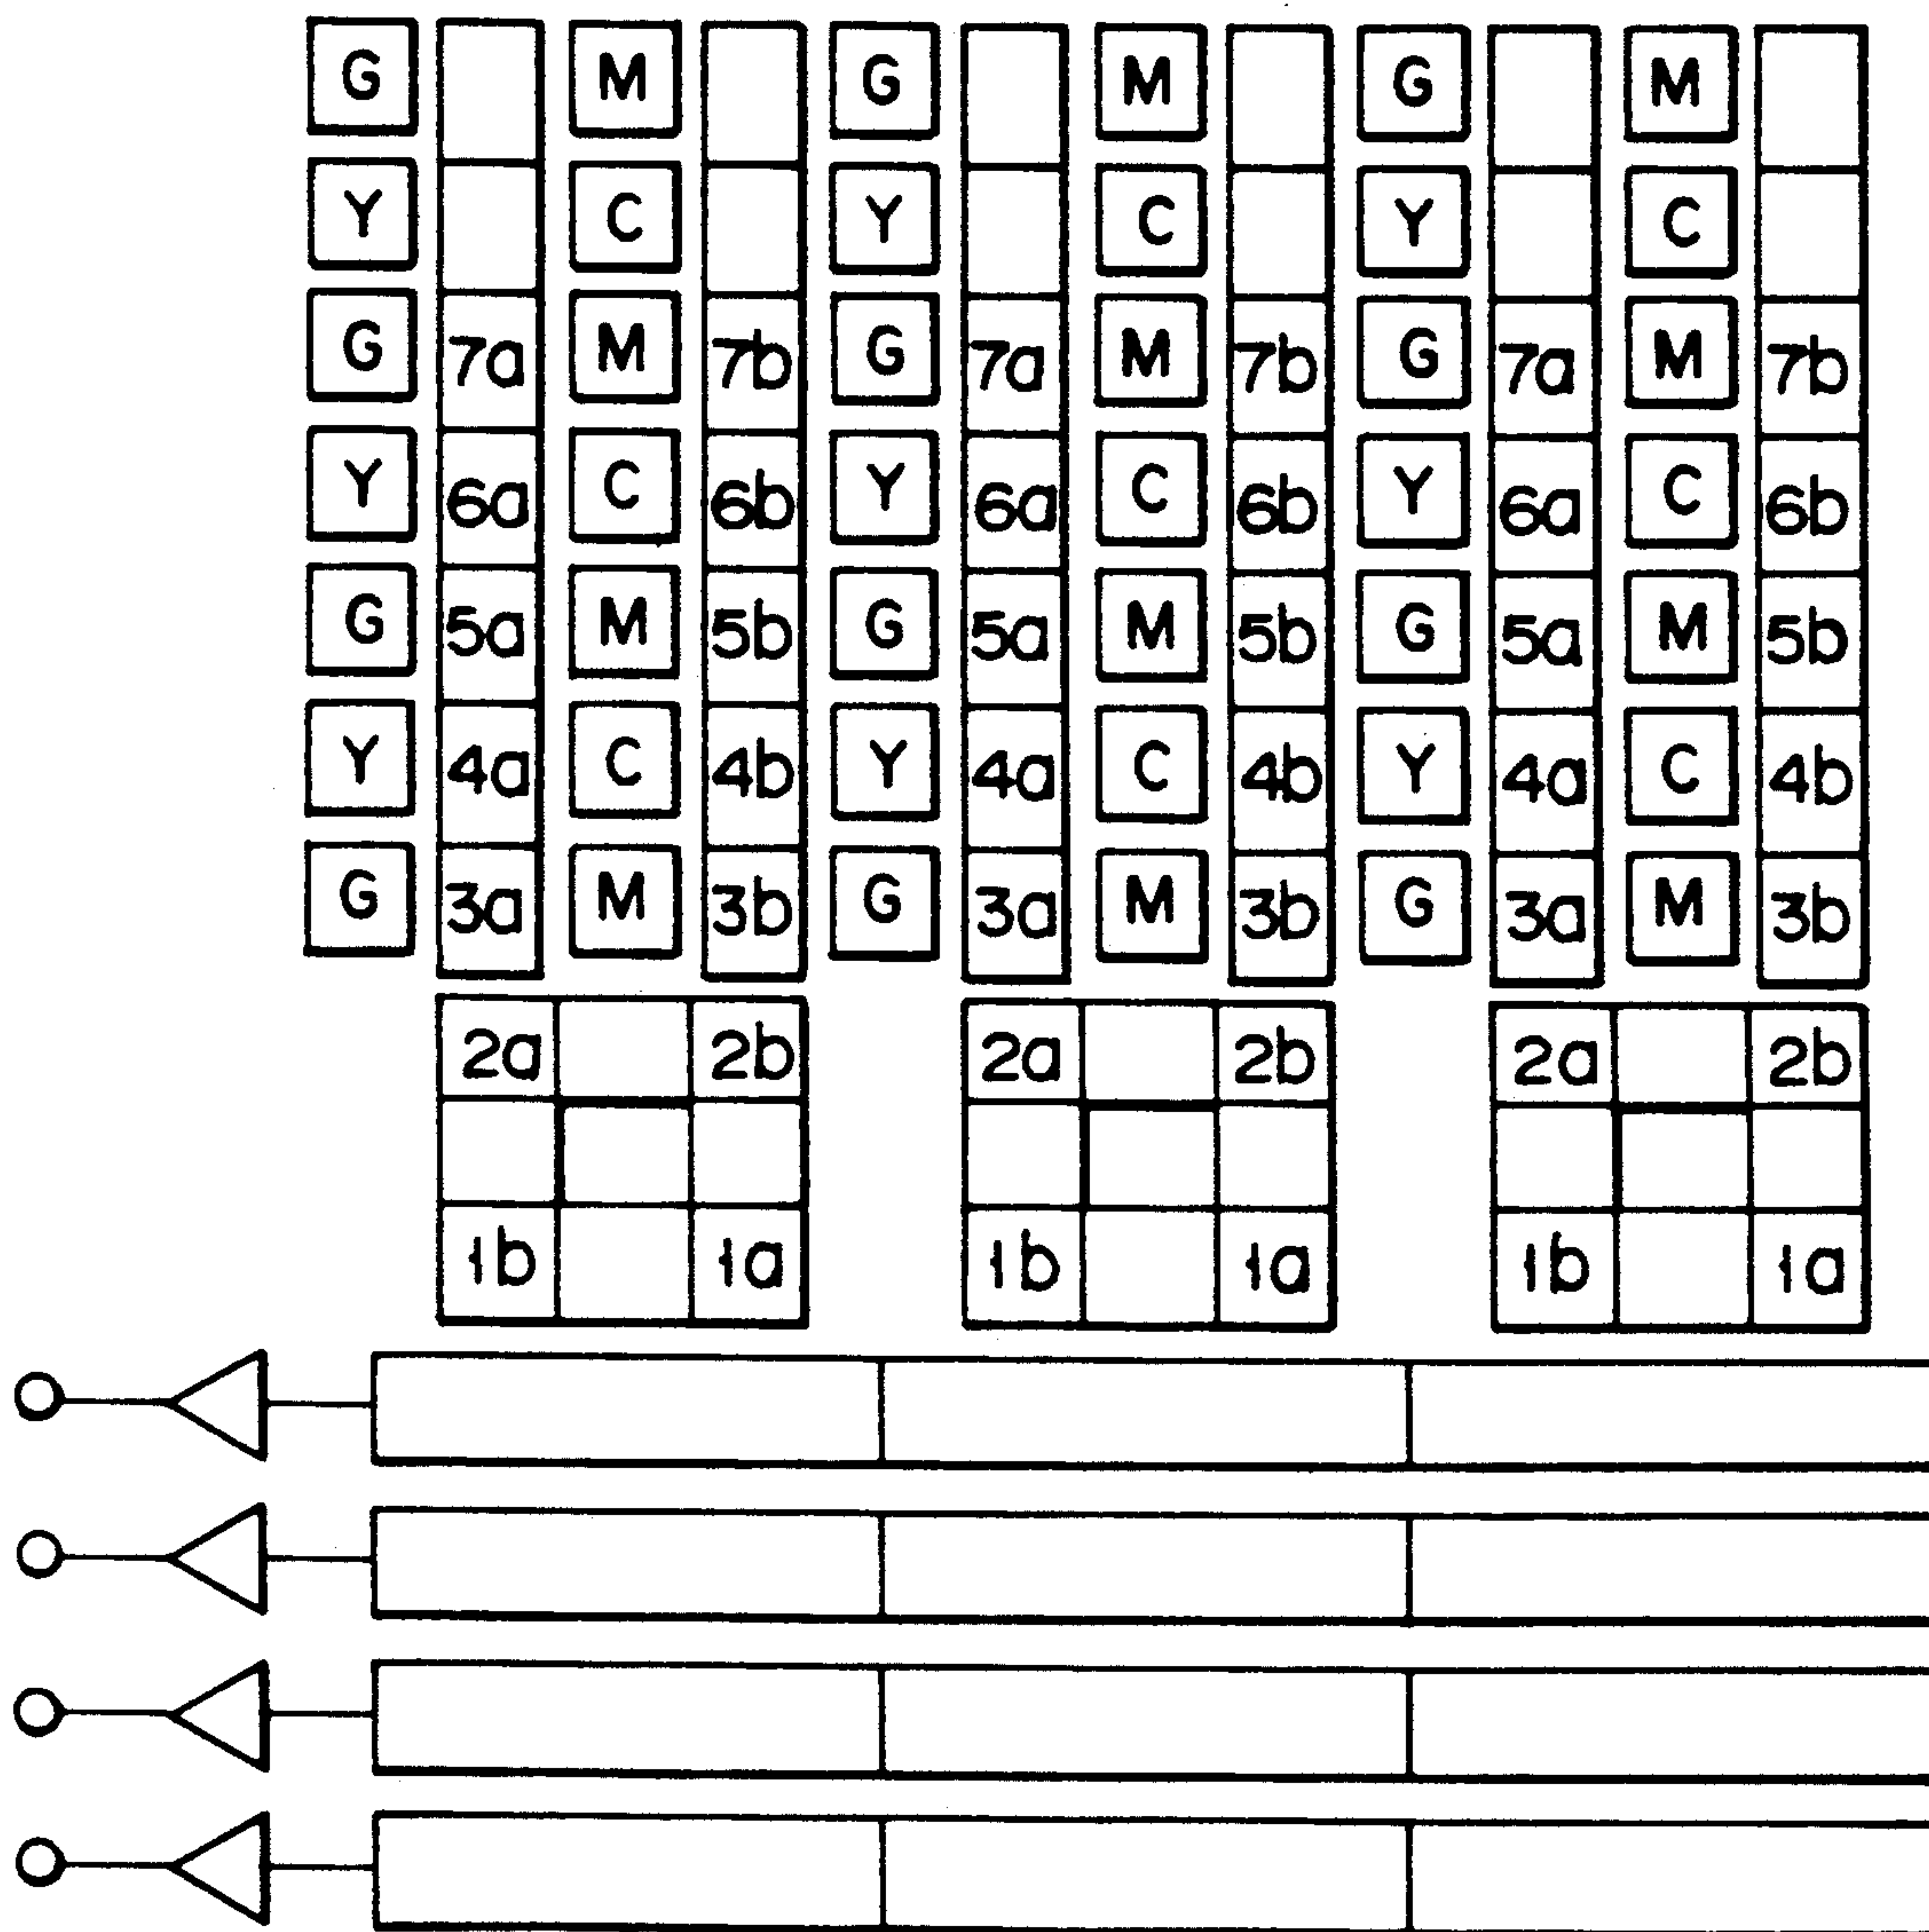 G M G M G M
Y C Y C Y C
G 7a M 7b G 7a M 7b G 7a M 7b
Y 6a C 6b Y 6a C 6b Y 6a C 6b
G 5a M 5b G 5a M 5b G 5a M 5b
Y 4a C 4b Y 4a C 4b Y 4a C 4b
G 3a M 3b G 3a M 3b G 3a M 3b
2a 2b 2a 2b 2a 2b
1b 1a 1b 1a 1b 1a